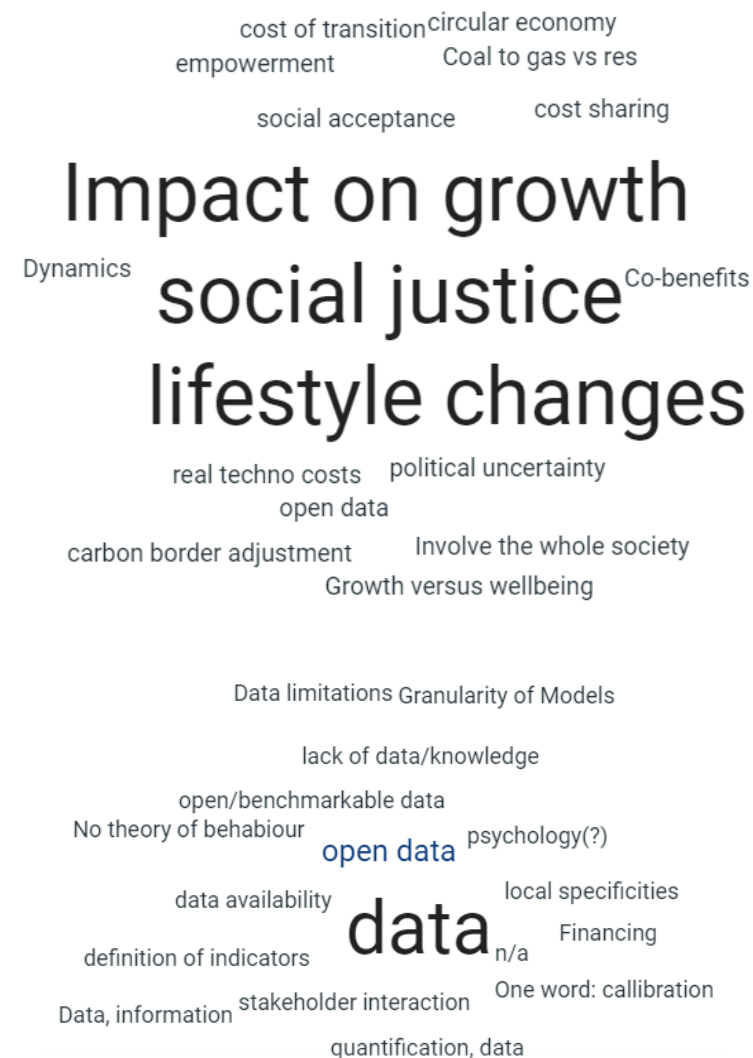 cost of transition circular economy
empowerment Coal to gas vs res
social acceptance cost sharing
Impact on growth
Dynamics social justice Co-benefits
lifestyle changes
real techno costs political uncertainty
open data
carbon border adjustment Involve the whole society
Growth versus wellbeing
Data limitations Granularity of Models
lack of data/knowledge
open/benchmarkable data
No theory of behabiour open data psychology(?)
data availability data local specificities
n/a Financing
definition of indicators
Data, information stakeholder interaction One word: callibration
quantification, data